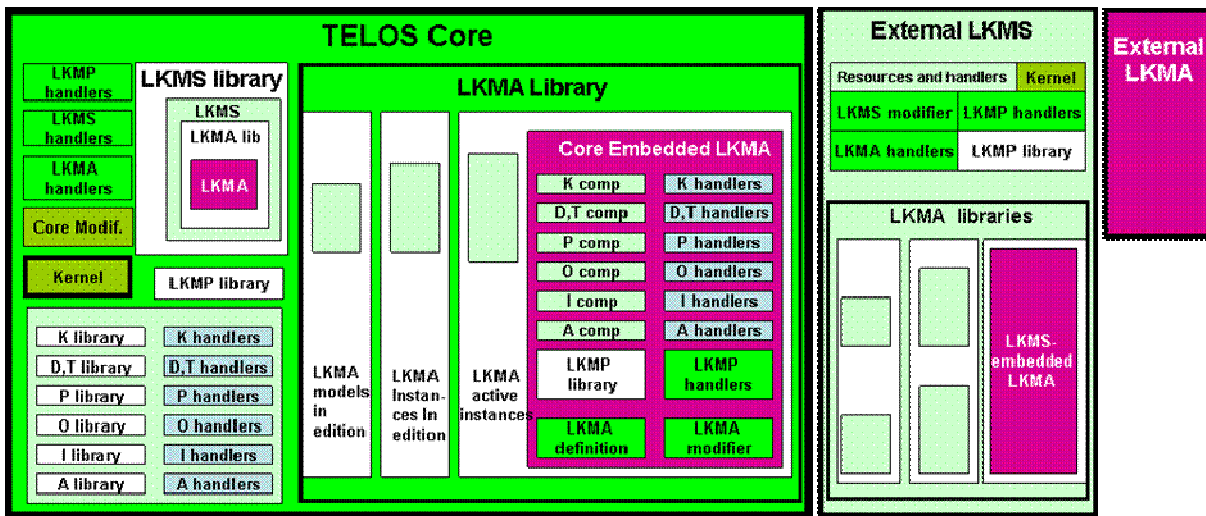 TELOS Core
LKMP
handlers
LKMS
handlers
LKMA
handlers
Core Modif.
Kernel
LKMS library
LKMS
LKMA lib
LKMA
LKMP library
K library
K handlers
D,T library
D,T handlers
P library
P handlers
O library
O handlers
I library
I handlers
A library
A handlers
LKMA Library
LKMA
models
in
edition
LKMA
Instan-
ces In
edition
LKMA
active
instances
Core Embedded LKMA
K comp
K handlers
D,T comp
D,T handlers
P comp
P handlers
O comp
O handlers
I comp
I handlers
A comp
A handlers
LKMP
library
LKMP
handlers
LKMA
definition
LKMA
modifier
External LKMS
Resources and handlers
Kernel
LKMS modifier
LKMP handlers
LKMA handlers
LKMP library
LKMA libraries
LKMS-
embedded
LKMA
External
LKMA